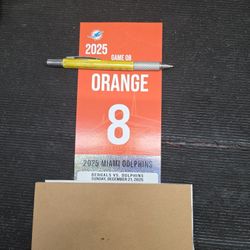 2025
GAME 08
ORANGE
8
2025 MIAMI DOLPHINS
BENGALS VS. DOLPHINS
SUNDAY, DECEMBER 21, 2025